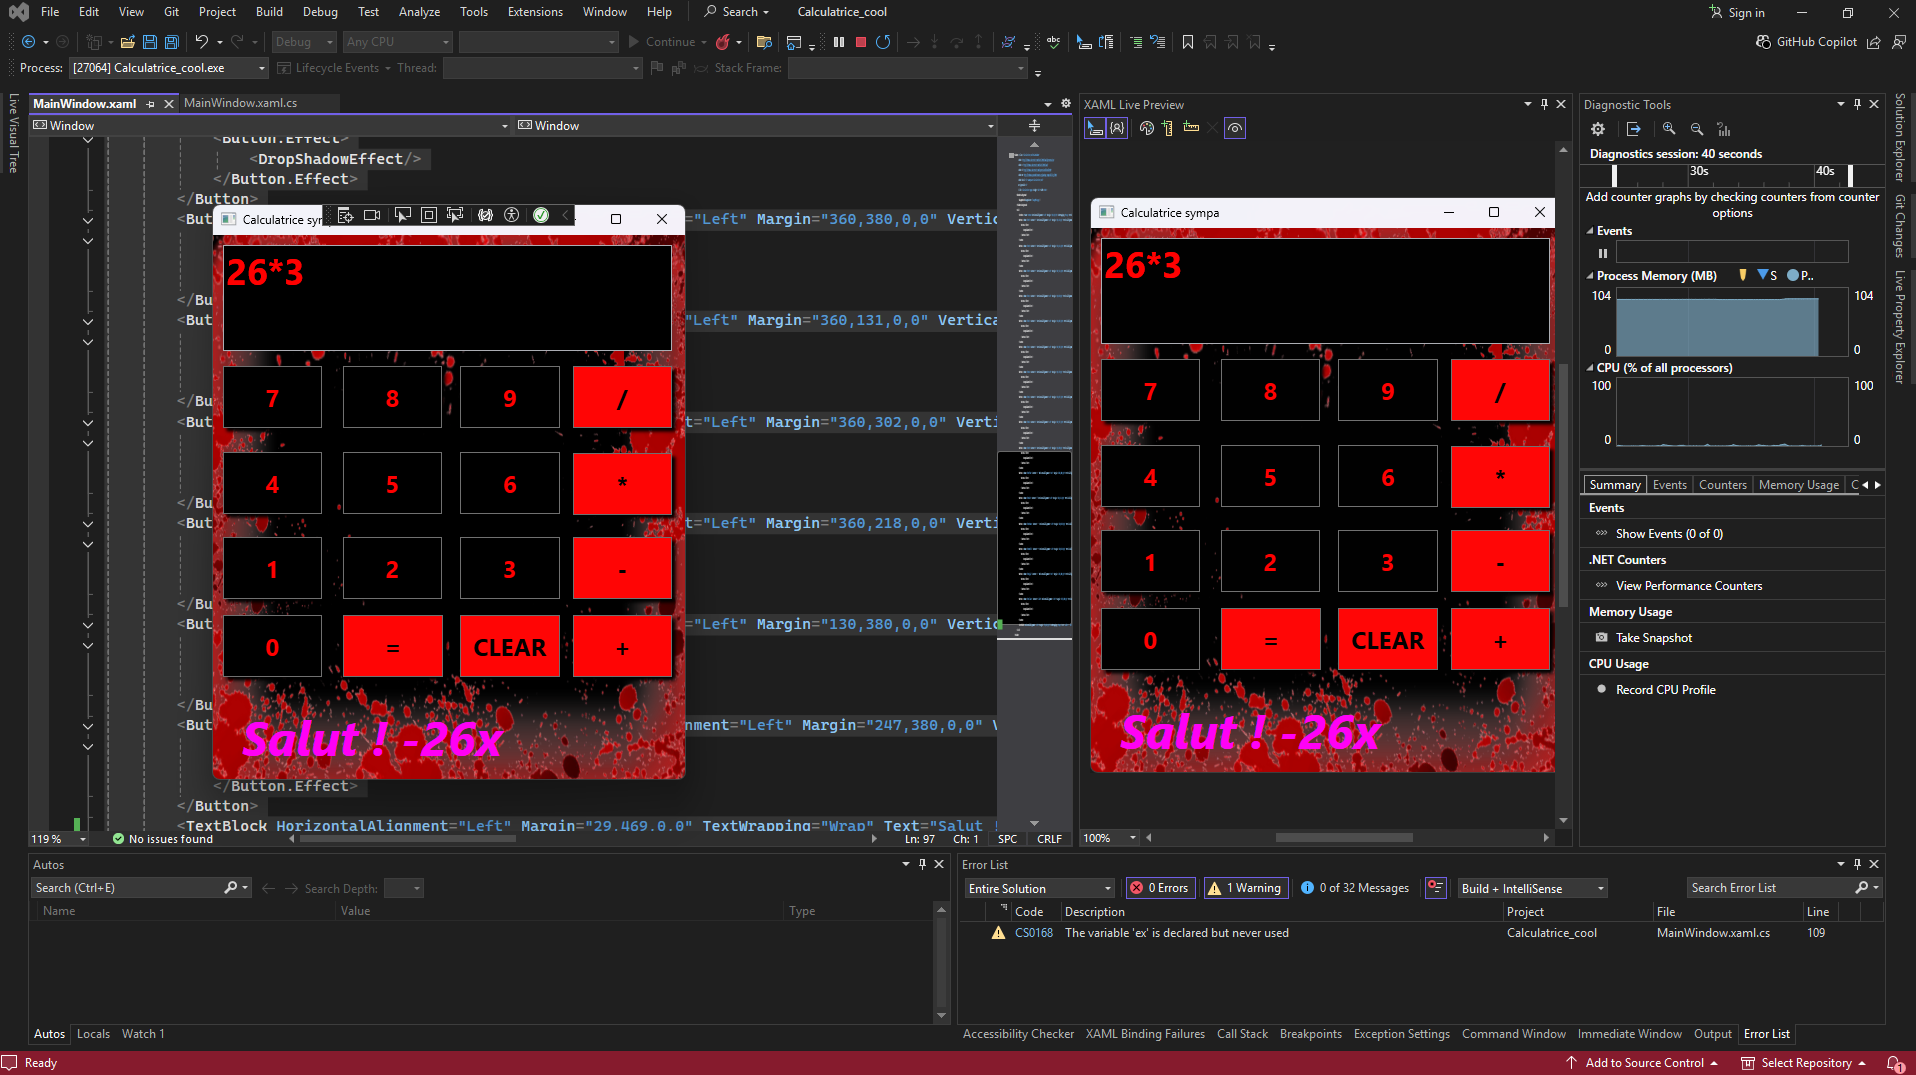 File Edit View Git Project Build Debug Test Analyze Tools Extensions Window Help Search Calculatrice_cool Sign in
Debug Any CPU Continue GitHub Copilot
Process: [27064] Calculatrice_cool.exe Lifecycle Events Thread: Stack Frame:
Live Visual Tree
MainWindow.xaml MainWindow.xaml.cs
Window Window
<Button.Effect>
<DropShadowEffect/>
</Button.Effect>
</Button>
<But ="Left" Margin="360,380,0,0" Vertic
</Bu
<But "Left" Margin="360,131,0,0" Vertica
</Bu
<But t="Left" Margin="360,302,0,0" Verti
</Bu
<But t="Left" Margin="360,218,0,0" Verti
</Bu
<But ="Left" Margin="130,380,0,0" Vertic
</Bu
<But nment="Left" Margin="247,380,0,0" V
</Button.Effect>
</Button>
<TextBlock HorizontalAlignment="Left" Margin="29,469,0,0" TextWrapping="Wrap" Text="Salut !
119 % No issues found Ln: 97 Ch: 1 SPC CRLF
Calculatrice syr
26*3
7 8 9 /
4 5 6 *
1 2 3 -
0 = CLEAR +
Salut ! -26x
XAML Live Preview
Calculatrice sympa
26*3
7 8 9 /
4 5 6 *
1 2 3 -
0 = CLEAR +
Salut ! -26x
100%
Diagnostic Tools
Diagnostics session: 40 seconds
30s 40s
Add counter graphs by checking counters from counter
options
Events
Process Memory (MB) S P..
104 104
0 0
CPU (% of all processors)
100 100
0 0
Summary Events Counters Memory Usage C
Events
Show Events (0 of 0)
.NET Counters
View Performance Counters
Memory Usage
Take Snapshot
CPU Usage
Record CPU Profile
Solution Explorer
Git Changes
Live Property Explorer
Autos
Search (Ctrl+E) Search Depth:
Name Value Type
Autos Locals Watch 1
Error List
Entire Solution 0 Errors 1 Warning 0 of 32 Messages Build + IntelliSense Search Error List
Code Description Project File Line
CS0168 The variable 'ex' is declared but never used Calculatrice_cool MainWindow.xaml.cs 109
Accessibility Checker XAML Binding Failures Call Stack Breakpoints Exception Settings Command Window Immediate Window Output Error List
Ready Add to Source Control Select Repository 1